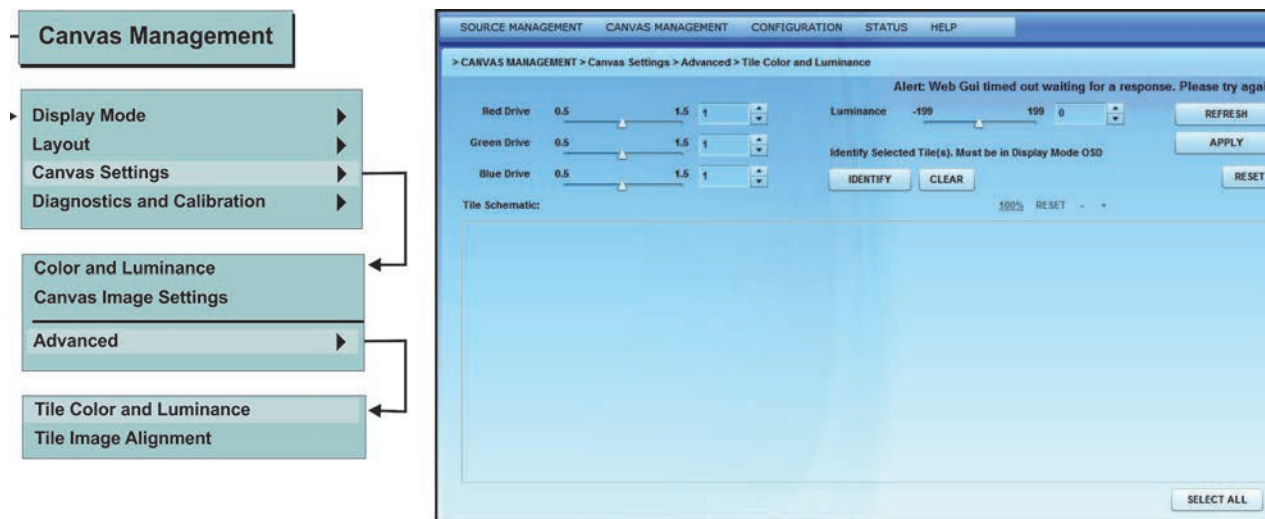 Canvas Management
Display Mode
Layout
Canvas Settings
Diagnostics and Calibration
Color and Luminance
Canvas Image Settings
Advanced
Tile Color and Luminance
Tile Image Alignment
SOURCE MANAGEMENT CANVAS MANAGEMENT CONFIGURATION STATUS HELP
> CANVAS MANAGEMENT > Canvas Settings > Advanced > Tile Color and Luminance
Alert: Web Gui timed out waiting for a response. Please try agai
Red Drive 0.5 1.5 1 Luminance -199 199 0 REFRESH
Green Drive 0.5 1.5 1 APPLY
Identify Selected Tile(s). Must be in Display Mode OSD
Blue Drive 0.5 1.5 1 IDENTIFY CLEAR RESET
Tile Schematic: 100% RESET - +
SELECT ALL